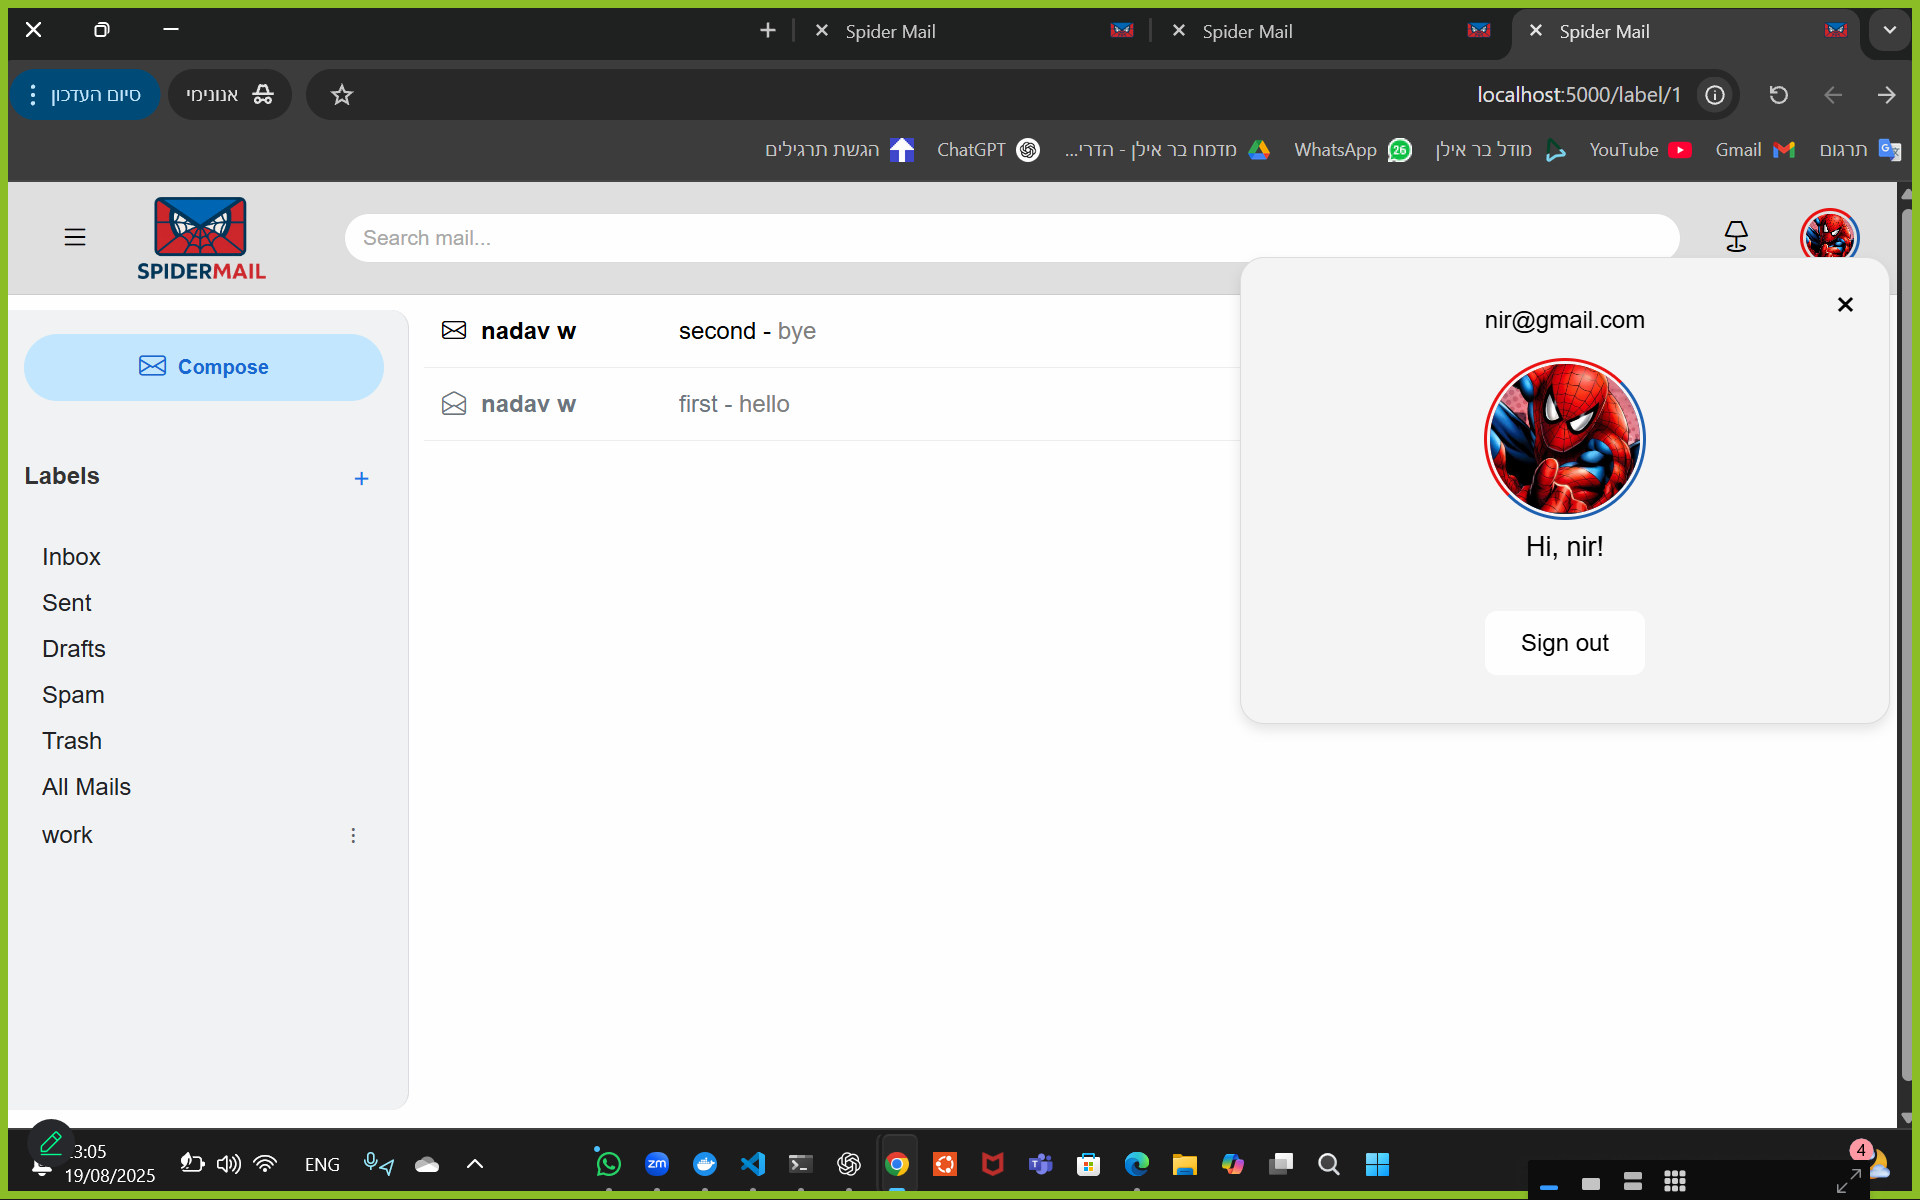 Spider Mail
Spider Mail
Spider Mail
סיום העדכון
אנונימי
localhost:5000/label/1
הגשת תרגילים
ChatGPT
מדמח בר אילן - הדרי...
WhatsApp
26
מודל בר אילן
YouTube
Gmail
תרגום
SPIDERMAIL
Search mail...
nir@gmail.com
Hi, nir!
Sign out
Compose
nadav w second - bye
nadav w first - hello
Labels
Inbox
Sent
Drafts
Spam
Trash
All Mails
work
3:05
19/08/2025
ENG
zm
4